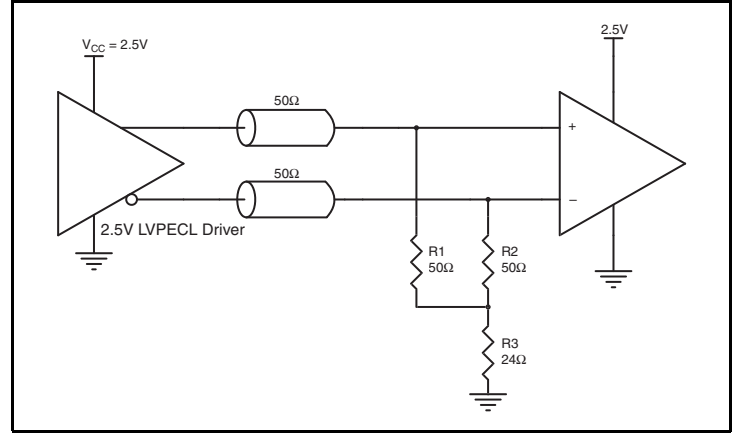 2.5V
V_CC = 2.5V
50Ω
+
50Ω
–
2.5V LVPECL Driver
R1
50Ω
R2
50Ω
R3
24Ω